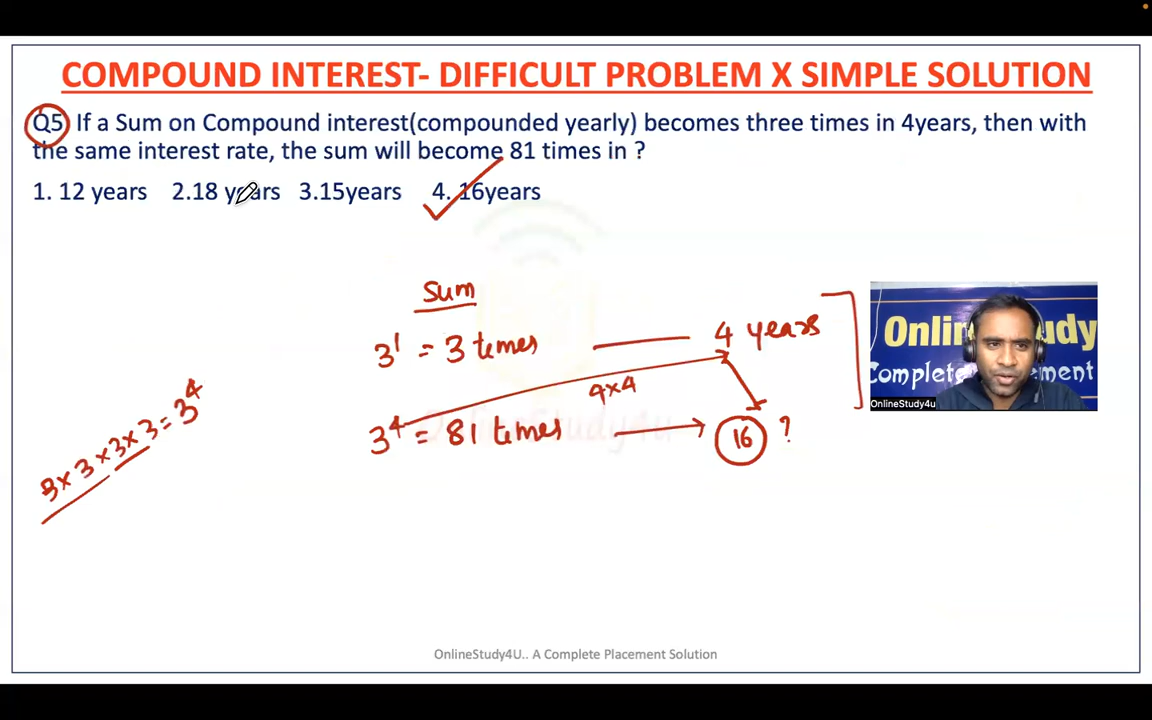 COMPOUND INTEREST- DIFFICULT PROBLEM X SIMPLE SOLUTION
Q5) If a Sum on Compound interest(compounded yearly) becomes three times in 4years, then with
the same interest rate, the sum will become 81 times in ?
1. 12 years 2.18 years 3.15years 4. 16years
Sum
3¹ = 3 times 4 years
4×4
3⁴ = 81 times 16 ?
3×3×3×3=3⁴
OnlineStudy
Complete Placement
OnlineStudy4u
OnlineStudy4U.. A Complete Placement Solution